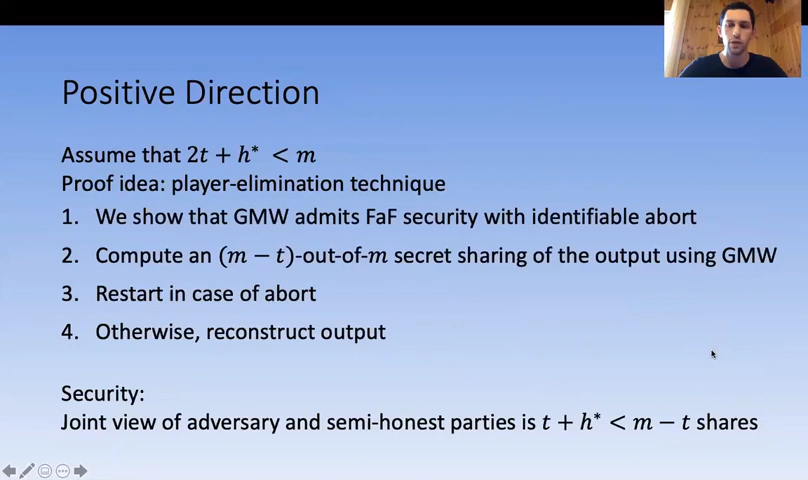 Positive Direction
Assume that 2t + h* < m
Proof idea: player-elimination technique
1. We show that GMW admits FaF security with identifiable abort
2. Compute an (m − t)-out-of-m secret sharing of the output using GMW
3. Restart in case of abort
4. Otherwise, reconstruct output
Security:
Joint view of adversary and semi-honest parties is t + h* < m − t shares